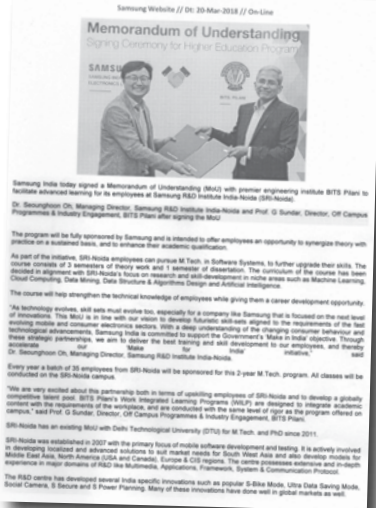 Samsung Website // Dt: 20-Mar-2018 // On-Line
Memorandum of Understanding
Signing Ceremony for Higher Education Program
SAMSUNG
BITS PILANI
Samsung India today signed a Memorandum of Understanding (MoU) with premier engineering institute BITS Pilani to
facilitate advanced learning for its employees at Samsung R&D Institute India-Noida (SRI-Noida).
Dr. Seounghoon Oh, Managing Director, Samsung R&D Institute India-Noida and Prof. G Sundar, Director, Off Campus
Programmes & Industry Engagement, BITS Pilani after signing the MoU
The program will be fully sponsored by Samsung and is intended to offer employees an opportunity to synergize theory with
practice on a sustained basis, and to enhance their academic qualification.
As part of the initiative, SRI-Noida employees can pursue M.Tech. in Software Systems, to further upgrade their skills. The
course consists of 3 semesters of theory work and 1 semester of dissertation. The curriculum of the course has been
decided in alignment with SRI-Noida's focus on research and skill-development in niche areas such as Machine Learning,
Cloud Computing, Data Mining, Data Structure & Algorithms Design and Artificial Intelligence.
The course will help strengthen the technical knowledge of employees while giving them a career development opportunity.
"As technology evolves, skill sets must evolve too, especially for a company like Samsung that is focused on the next level
of innovations. This MoU is in line with our vision to develop futuristic skill-sets aligned to the requirements of the fast
evolving mobile and consumer electronics sectors. With a deep understanding of the changing consumer behaviour and
technological advancements, Samsung India is committed to support the Government's 'Make in India' objective. Through
these strategic partnerships, we aim to deliver the best training and skill development to our employees, and thereby
accelerate our 'Make India' initiative," said
Dr. Seounghoon Oh, Managing Director, Samsung R&D Institute India-Noida.
Every year a batch of 35 employees from SRI-Noida will be sponsored for this 2-year M.Tech. program. All classes will be
conducted on the SRI-Noida campus.
"We are very excited about this partnership both in terms of upskilling employees of SRI-Noida and to develop a globally
competitive talent pool. BITS Pilani's Work Integrated Learning Programs (WILP) are designed to integrate academic
content with the requirements of the workplace, and are conducted with the same level of rigor as the program offered on
campus," said Prof. G Sundar, Director, Off Campus Programmes & Industry Engagement, BITS Pilani.
SRI-Noida has an existing MoU with Delhi Technological University (DTU) for M.Tech. and PhD since 2011.
SRI-Noida was established in 2007 with the primary focus of mobile software development and testing. It is actively involved
in developing localized and advanced solutions to suit market needs for South West Asia and also develop models for
Middle East Asia, North America (USA and Canada), Europe & CIS regions. The centre possesses extensive and in-depth
experience in major domains of R&D like Multimedia, Applications, Framework, System & Communication Protocol.
The R&D centre has developed several India specific innovations such as popular S-Bike Mode, Ultra Data Saving Mode,
Social Camera, S Secure and S Power Planning. Many of these innovations have done well in global markets as well.